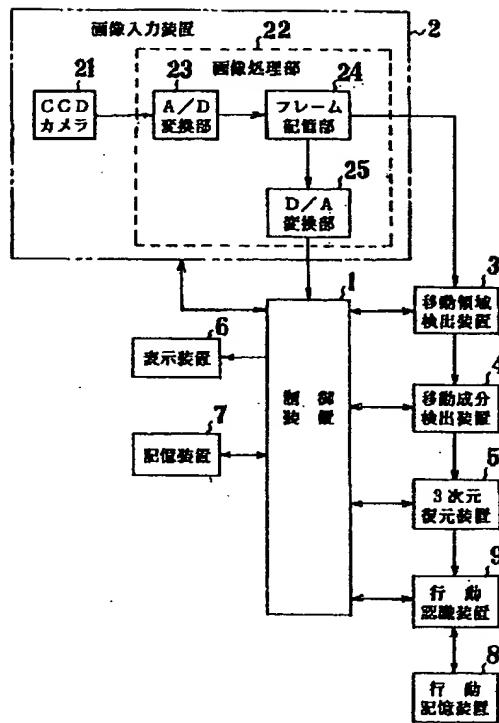 画像入力装置
2
22
画像処理部
21
CCD
カメラ
23
A/D
変換部
24
フレーム
記憶部
25
D/A
変換部
1
制御
装置
3
移動領域
検出装置
6
表示装置
4
移動成分
検出装置
7
記憶装置
5
3次元
復元装置
9
行動
認識装置
8
行動
記憶装置